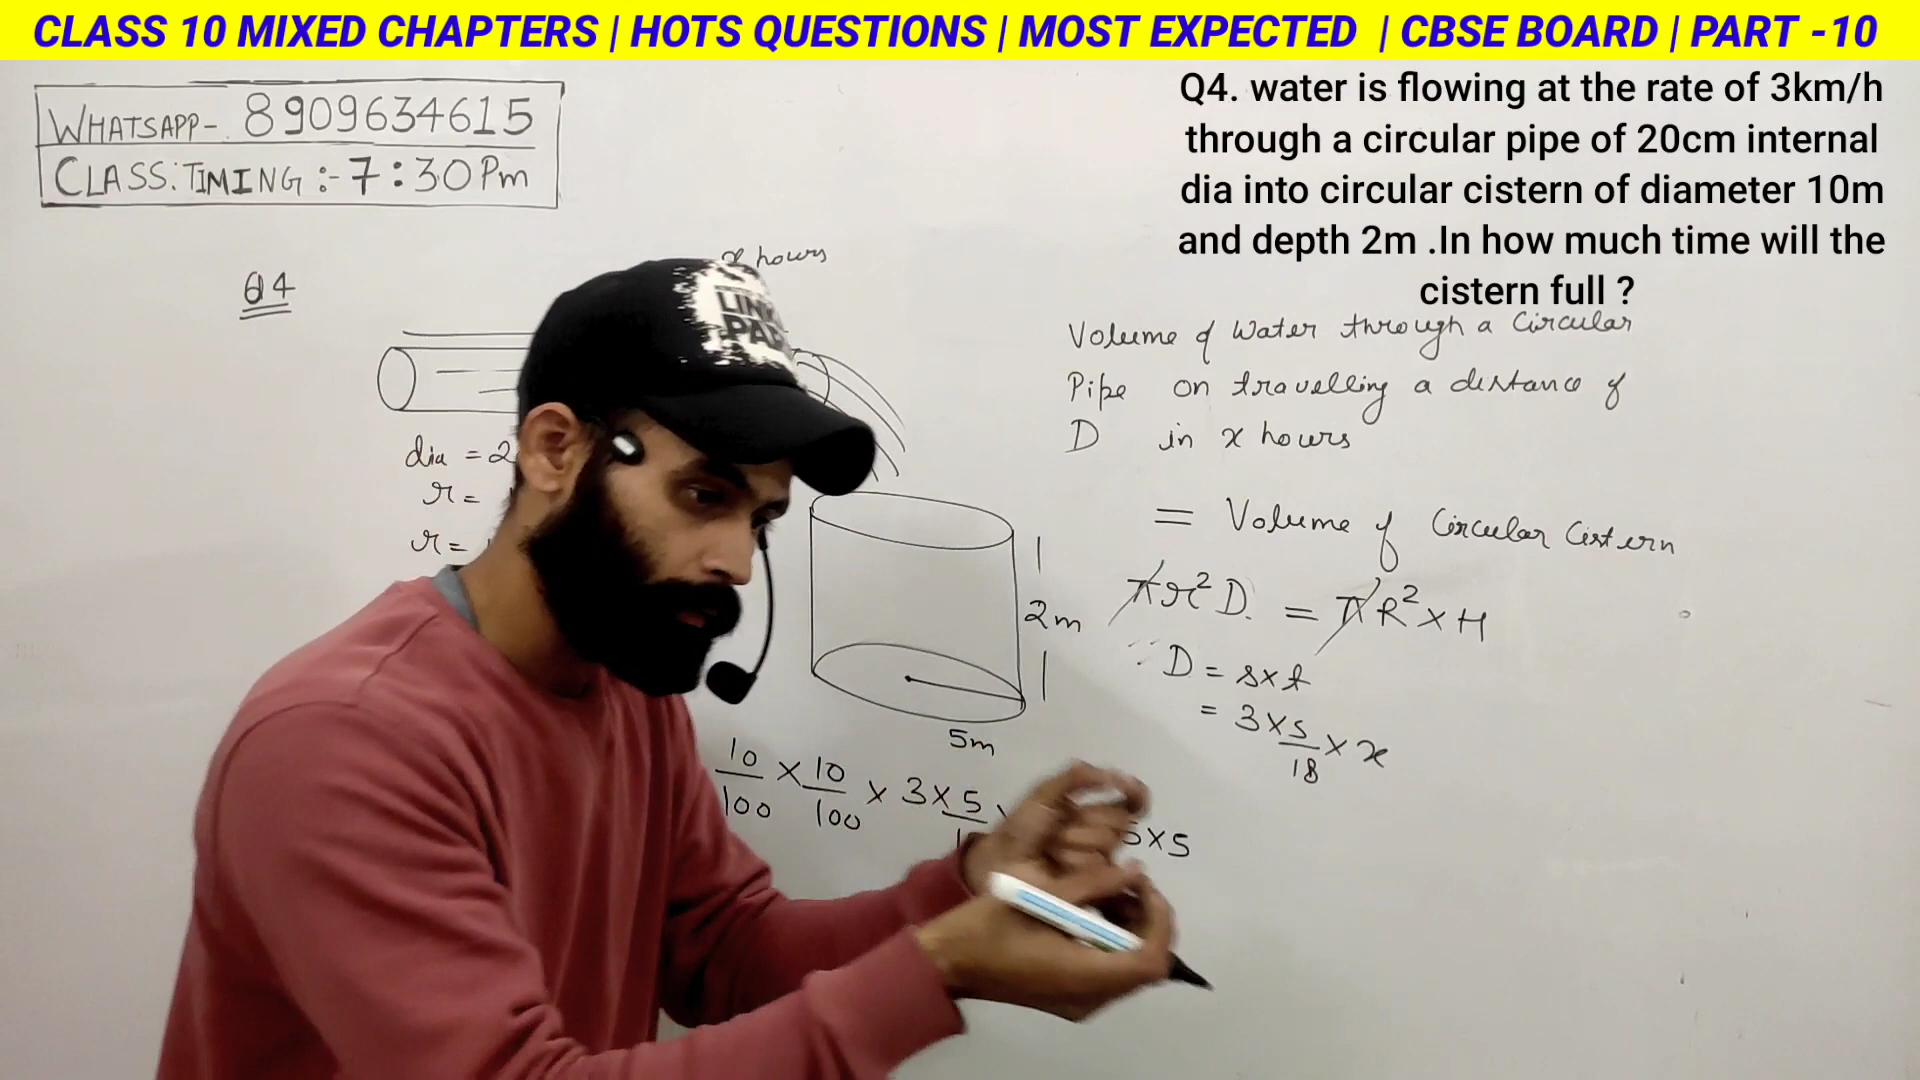 CLASS 10 MIXED CHAPTERS | HOTS QUESTIONS | MOST EXPECTED | CBSE BOARD | PART -10
WHATSAPP- 8909634615
CLASS:TIMING :- 7:30 Pm
Q4. water is flowing at the rate of 3km/h
through a circular pipe of 20cm internal
dia into circular cistern of diameter 10m
and depth 2m .In how much time will the
cistern full ?
Q4
x hours
LINK
PAR
dia = 2
r =
r =
2m
5m
Volume of Water through a Circular
Pipe on travelling a distance of
D in x hours
= Volume of Circular Cistern
πr²D. = πR² × H
∵ D = s×t
= 3×5/18 × x
10/100 × 10/100 × 3×5
5×5